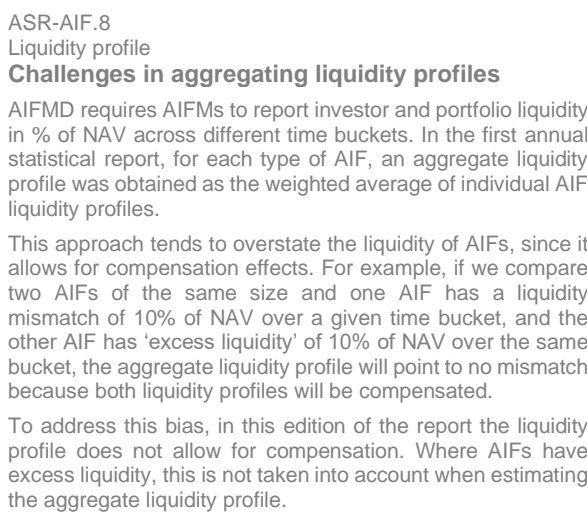 ASR-AIF.8
Liquidity profile
Challenges in aggregating liquidity profiles
AIFMD requires AIFMs to report investor and portfolio liquidity
in % of NAV across different time buckets. In the first annual
statistical report, for each type of AIF, an aggregate liquidity
profile was obtained as the weighted average of individual AIF
liquidity profiles.
This approach tends to overstate the liquidity of AIFs, since it
allows for compensation effects. For example, if we compare
two AIFs of the same size and one AIF has a liquidity
mismatch of 10% of NAV over a given time bucket, and the
other AIF has ‘excess liquidity’ of 10% of NAV over the same
bucket, the aggregate liquidity profile will point to no mismatch
because both liquidity profiles will be compensated.
To address this bias, in this edition of the report the liquidity
profile does not allow for compensation. Where AIFs have
excess liquidity, this is not taken into account when estimating
the aggregate liquidity profile.